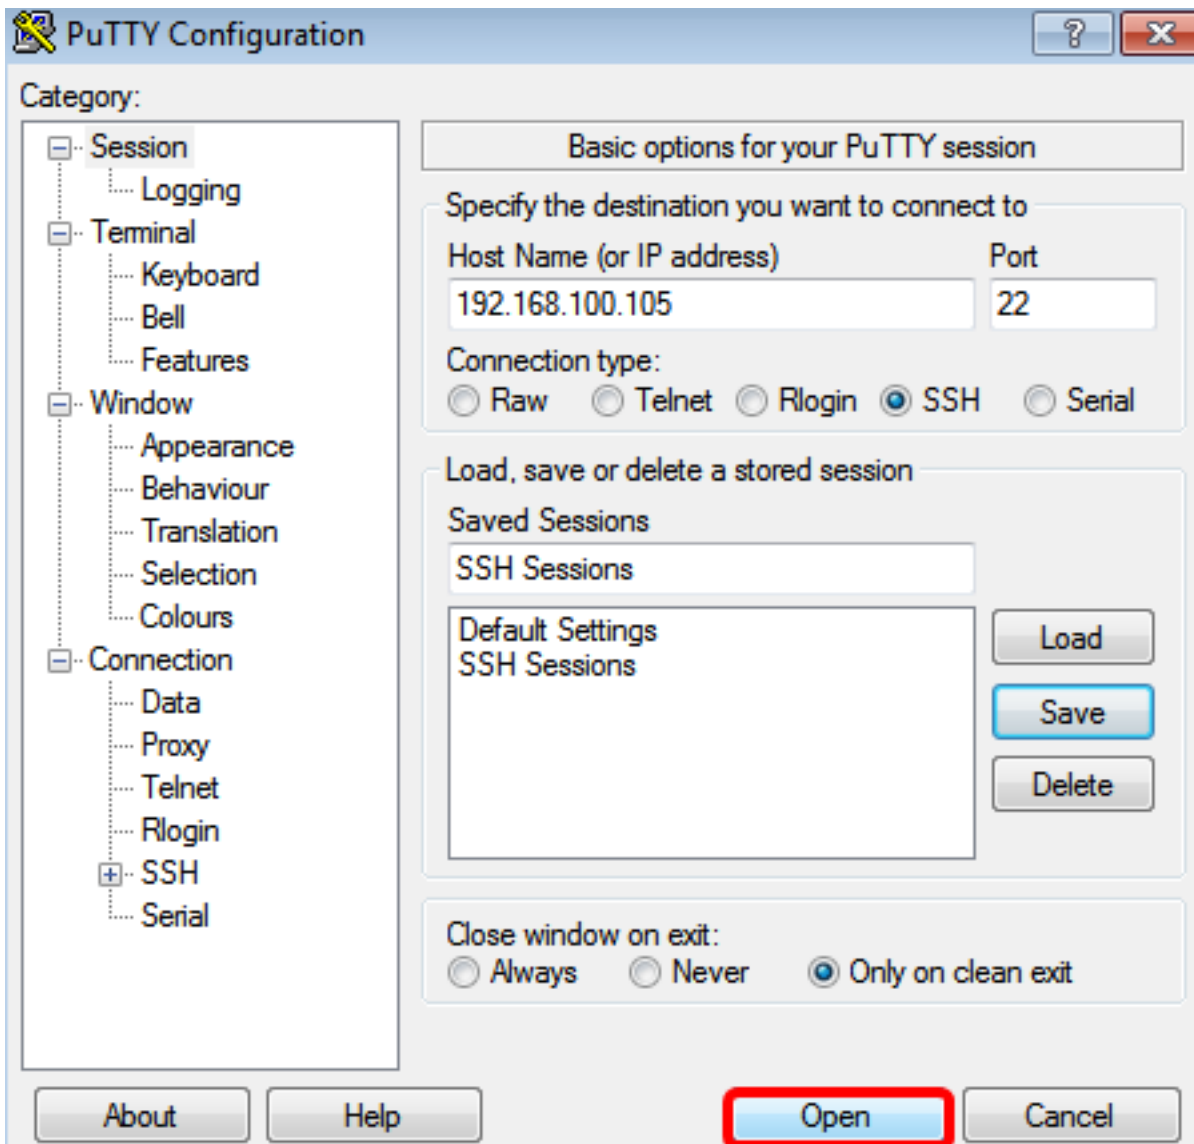 PuTTY Configuration
Category:
Session
Logging
Terminal
Keyboard
Bell
Features
Window
Appearance
Behaviour
Translation
Selection
Colours
Connection
Data
Proxy
Telnet
Rlogin
SSH
Serial
Basic options for your PuTTY session
Specify the destination you want to connect to
Host Name (or IP address) Port
192.168.100.105 22
Connection type:
Raw Telnet Rlogin SSH Serial
Load, save or delete a stored session
Saved Sessions
SSH Sessions
Default Settings
SSH Sessions
Load
Save
Delete
Close window on exit:
Always Never Only on clean exit
About Help Open Cancel